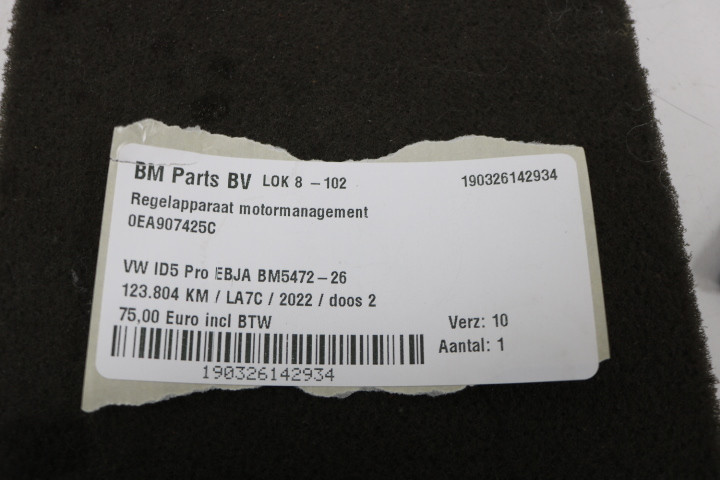 BM Parts BV LOK 8 - 102 190326142934
Regelapparaat motormanagement
0EA907425C
VW ID5 Pro EBJA BM5472-26
123.804 KM / LA7C / 2022 / doos 2
75,00 Euro incl BTW Verz: 10
Aantal: 1
190326142934